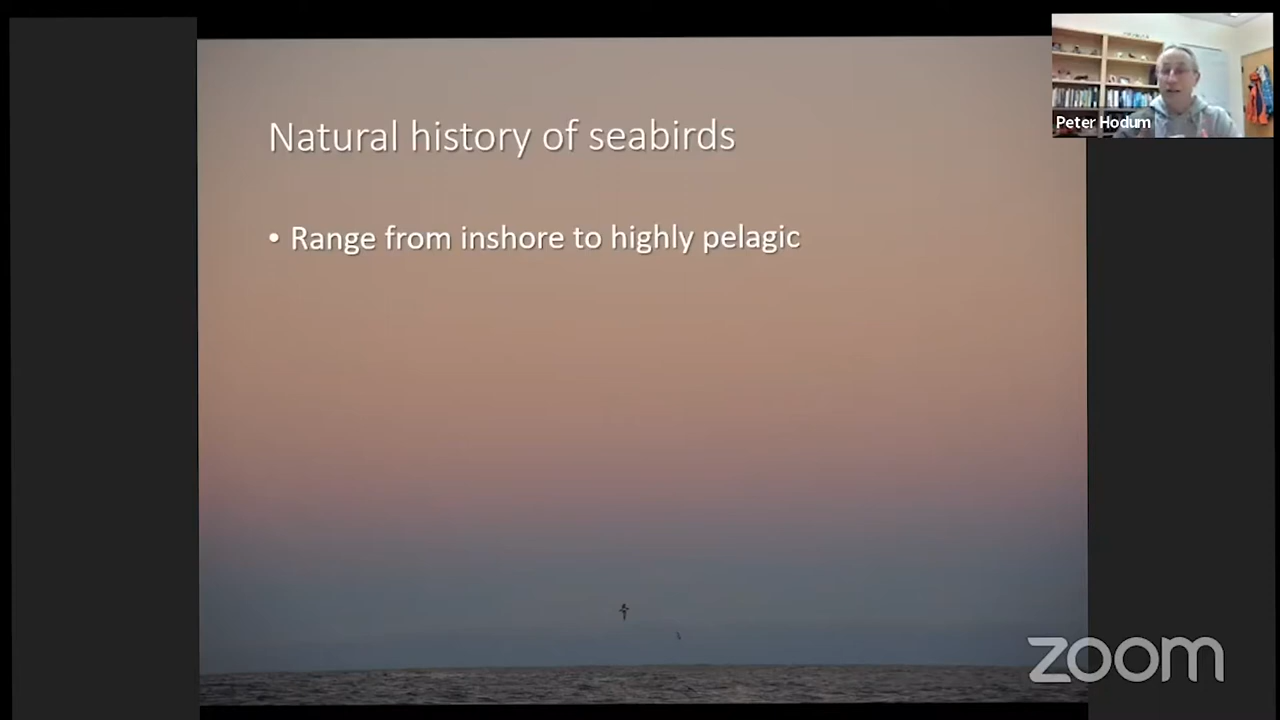 Natural history of seabirds
• Range from inshore to highly pelagic
Peter Hodum
zoom